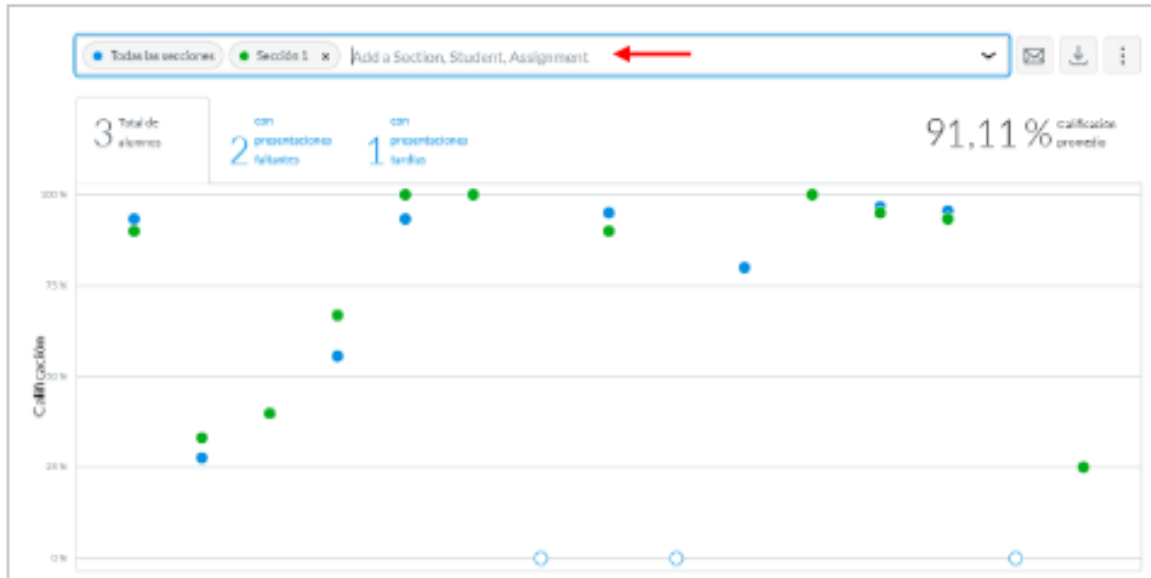 Todas las secciones
Sección 1 ×
Add a Section, Student, Assignment
3 Total de
alumnos
con
2 presentaciones
faltantes
con
1 presentaciones
tardías
91,11 % Calificación
promedio
100 %
75 %
50 %
25 %
0 %
Calificación